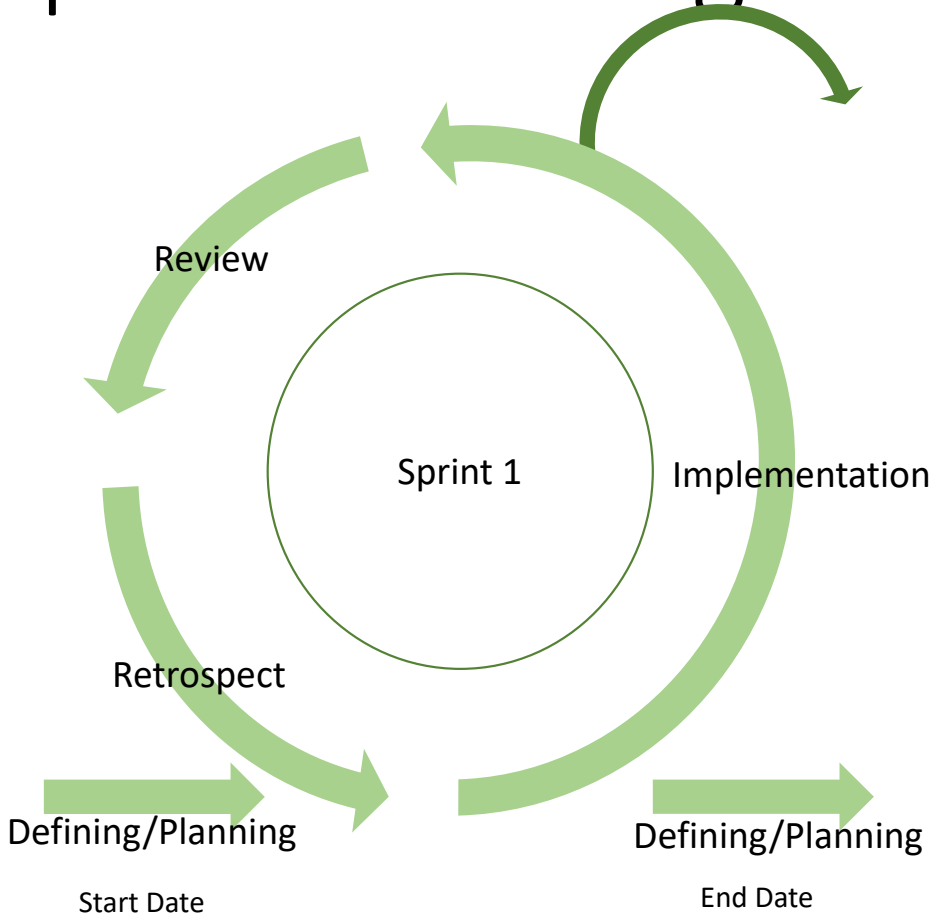 Review
Sprint 1
Implementation
Retrospect
Defining/Planning
Defining/Planning
Start Date
End Date